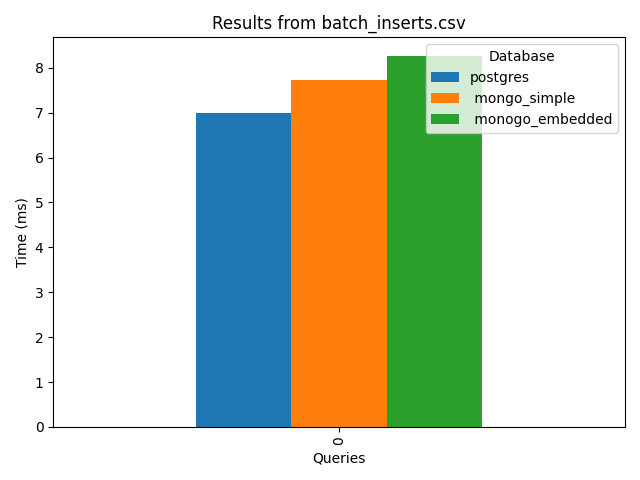 Results from batch_inserts.csv
Database
postgres
mongo_simple
monogo_embedded
8
7
6
5
4
3
2
1
0
Time (ms)
0
Queries